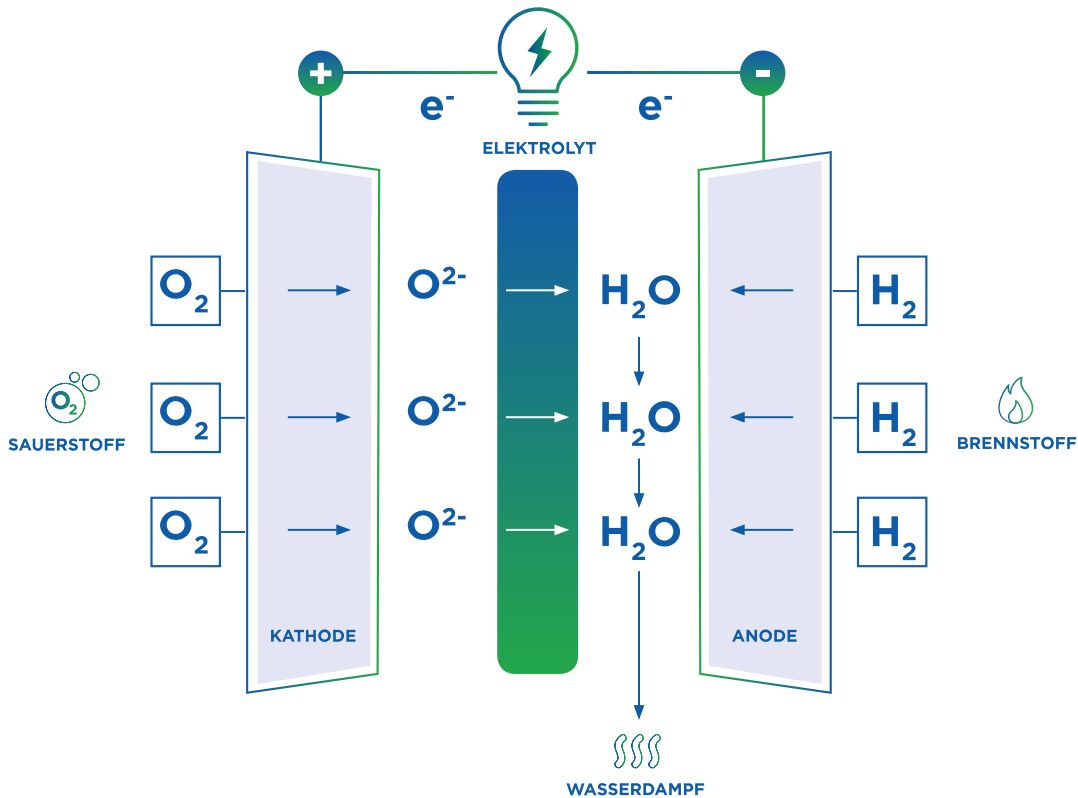 + -
e⁻ e⁻
ELEKTROLYT
O₂ O²⁻ H₂O H₂
O₂
SAUERSTOFF
O₂ O²⁻ H₂O H₂
BRENNSTOFF
O₂ O²⁻ H₂O H₂
KATHODE ANODE
WASSERDAMPF